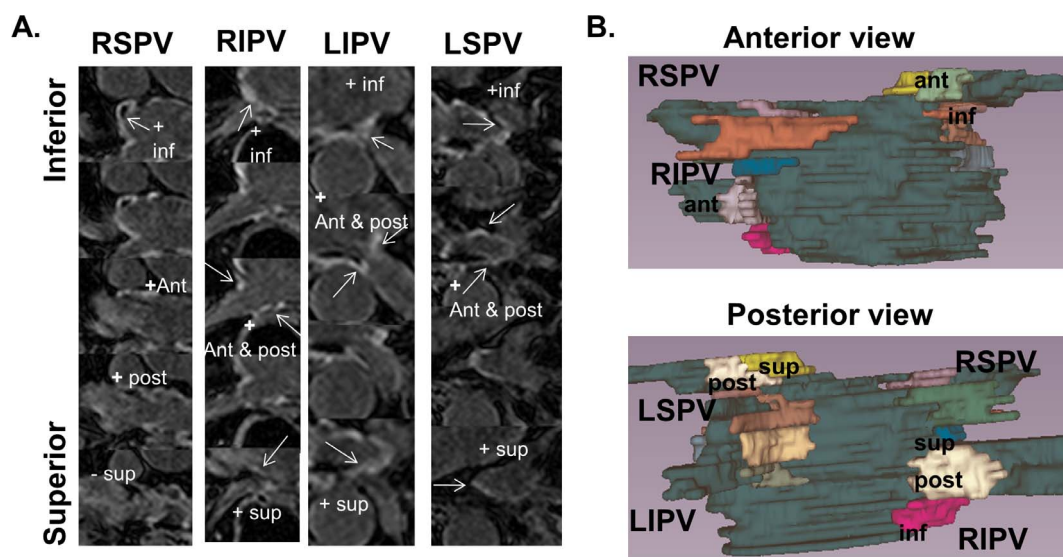 A.
RSPV
RIPV
LIPV
LSPV
Inferior
Superior
+
inf
+Ant
+ post
- sup
+
inf
+
Ant & post
+ sup
+ inf
+
Ant & post
+ sup
+inf
+
Ant & post
+ sup
B.
Anterior view
RSPV
ant
inf
RIPV
ant
Posterior view
sup
RSPV
post
LSPV
sup
post
LIPV
inf
RIPV